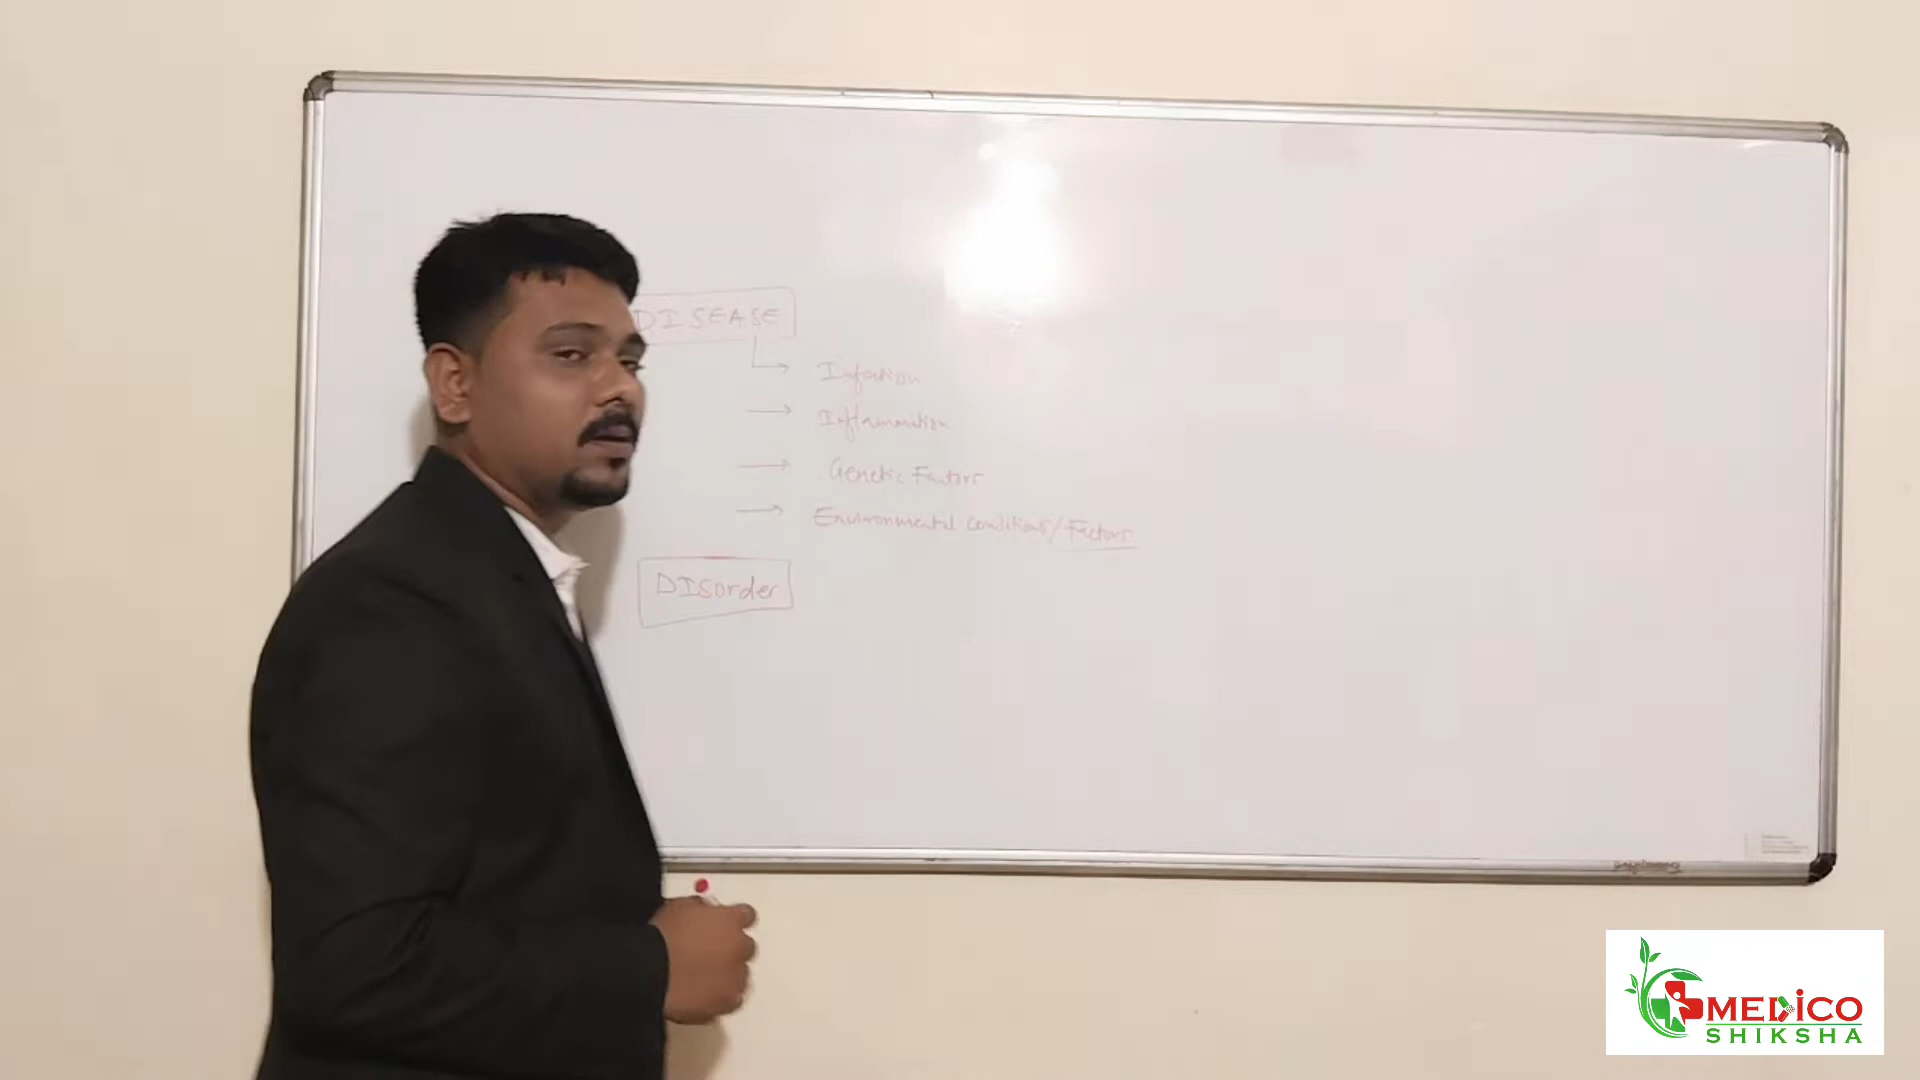 DISEASE
Infection
Inflammation
Genetic Factors
Environmental Conditions/Factors
DISorder
MEDiCO
SHIKSHA